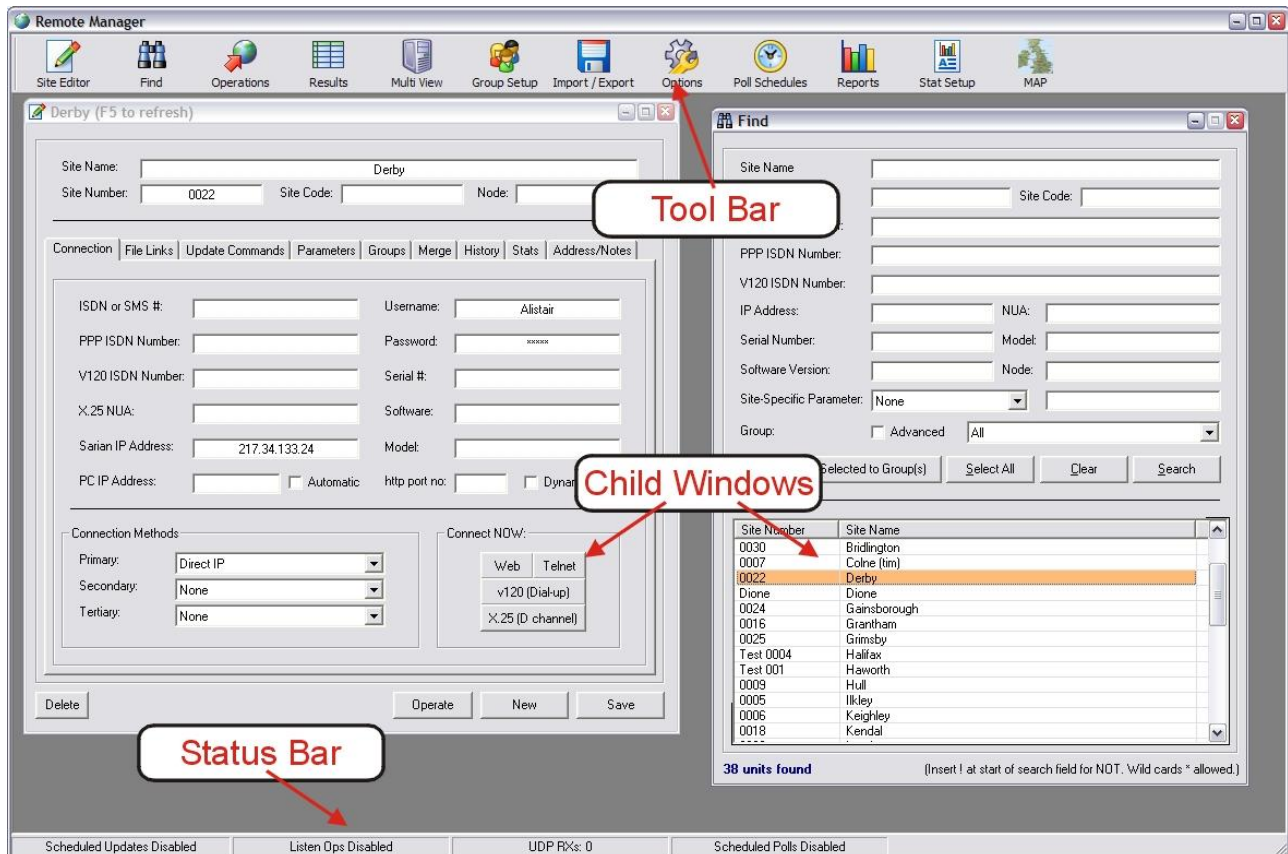 Remote Manager
Site Editor Find Operations Results Multi View Group Setup Import / Export Options Poll Schedules Reports Stat Setup MAP
Derby (F5 to refresh)
Site Name: Derby
Site Number: 0022 Site Code: Node:
Connection File Links Update Commands Parameters Groups Merge History Stats Address/Notes
ISDN or SMS #: Username: Alistair
PPP ISDN Number: Password: xxxxx
V120 ISDN Number: Serial #:
X.25 NUA: Software:
Sarian IP Address: 217.34.133.24 Model:
PC IP Address: Automatic http port no:
Connection Methods
Primary: Direct IP
Secondary: None
Tertiary: None
Connect NOW:
Web Telnet
v120 (Dial-up)
X.25 (D channel)
Delete Operate New Save
Tool Bar
Child Windows
Status Bar
Find
Site Name
Site Code:
PPP ISDN Number:
V120 ISDN Number:
IP Address: NUA:
Serial Number: Model:
Software Version: Node:
Site-Specific Parameter: None
Group: Advanced All
Selected to Group(s) Select All Clear Search
Site Number Site Name
0030 Bridlington
0007 Colne (tim)
0022 Derby
Dione Dione
0024 Gainsborough
0016 Grantham
0025 Grimsby
Test 0004 Halifax
Test 001 Haworth
0009 Hull
0005 Ilkley
0006 Keighley
0018 Kendal
38 units found (Insert ! at start of search field for NOT. Wild cards * allowed.)
Scheduled Updates Disabled Listen Ops Disabled UDP RXs: 0 Scheduled Polls Disabled